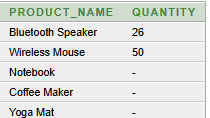 PRODUCT_NAME QUANTITY
Bluetooth Speaker 26
Wireless Mouse 50
Notebook -
Coffee Maker -
Yoga Mat -